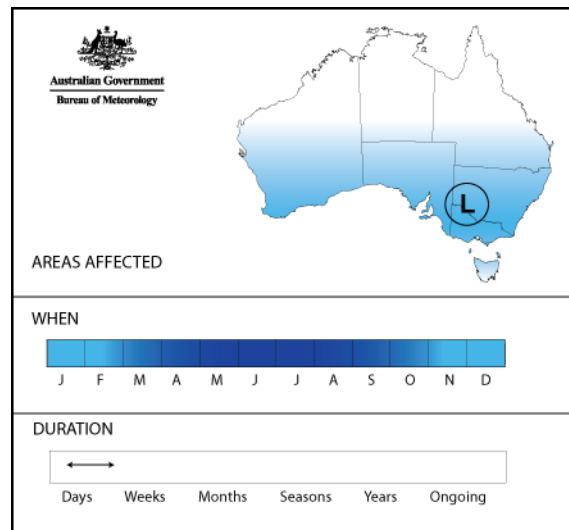 Australian Government
Bureau of Meteorology
L
AREAS AFFECTED
WHEN
J F M A M J J A S O N D
DURATION
Days Weeks Months Seasons Years Ongoing